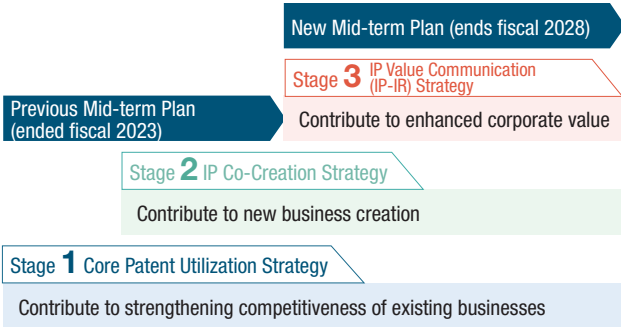 New Mid-term Plan (ends fiscal 2028)
Stage 3 IP Value Communication
(IP-IR) Strategy
Contribute to enhanced corporate value
Previous Mid-term Plan
(ended fiscal 2023)
Stage 2 IP Co-Creation Strategy
Contribute to new business creation
Stage 1 Core Patent Utilization Strategy
Contribute to strengthening competitiveness of existing businesses